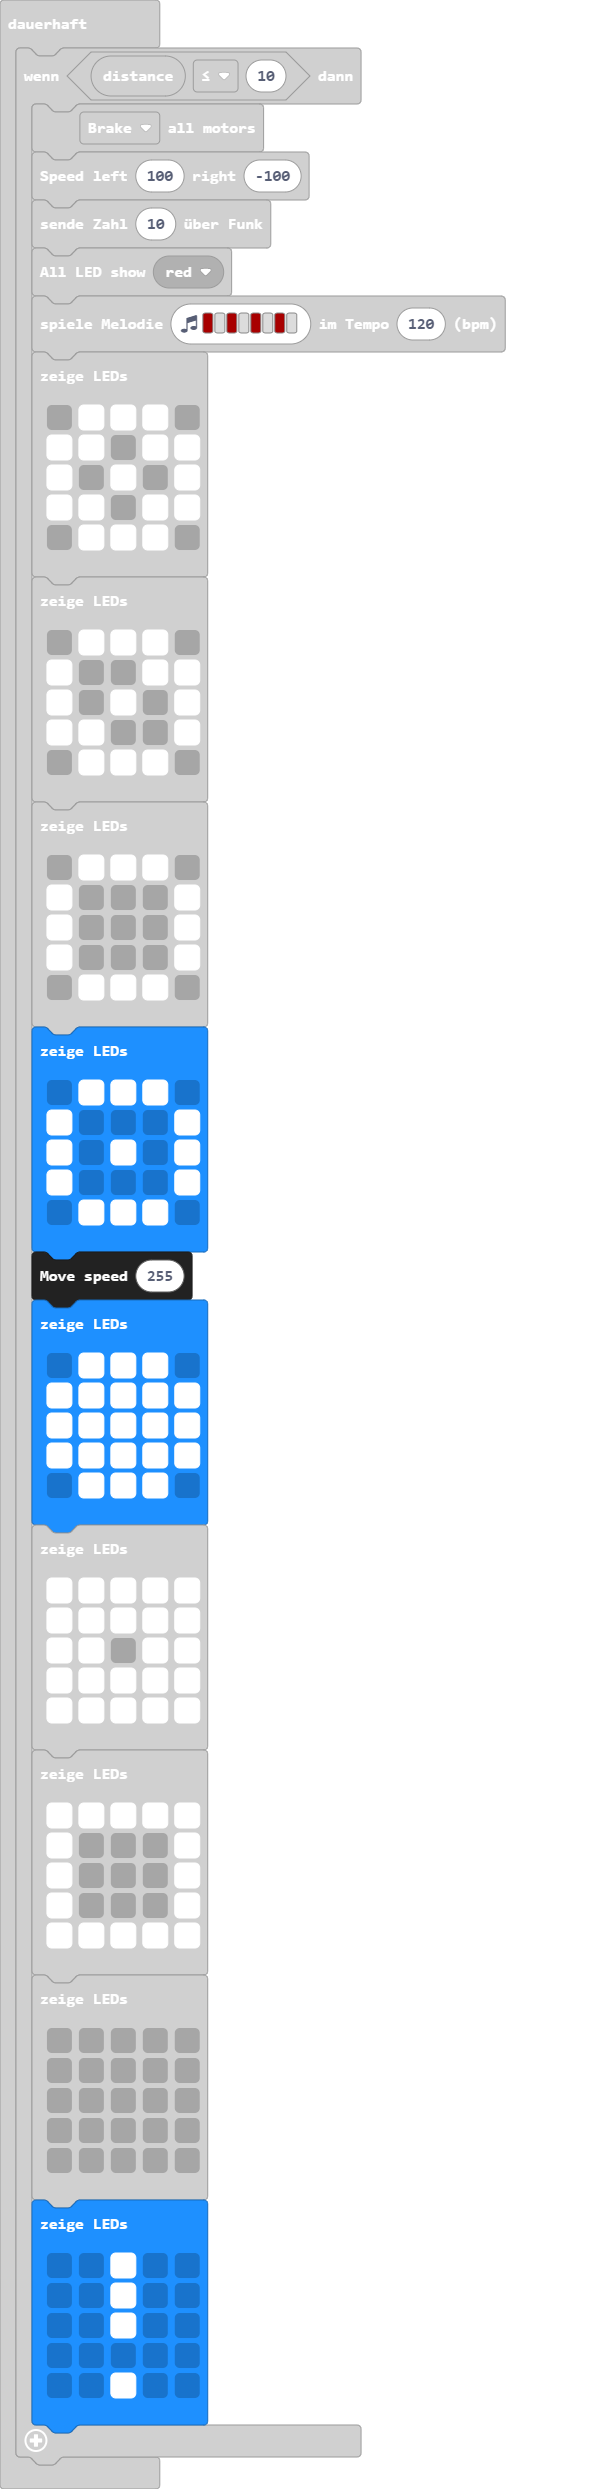 dauerhaft
wenn distance ≤ 10 dann
Brake all motors
Speed left 100 right -100
sende Zahl 10 über Funk
All LED show red
spiele Melodie im Tempo 120 (bpm)
zeige LEDs
zeige LEDs
zeige LEDs
zeige LEDs
Move speed 255
zeige LEDs
zeige LEDs
zeige LEDs
zeige LEDs
zeige LEDs